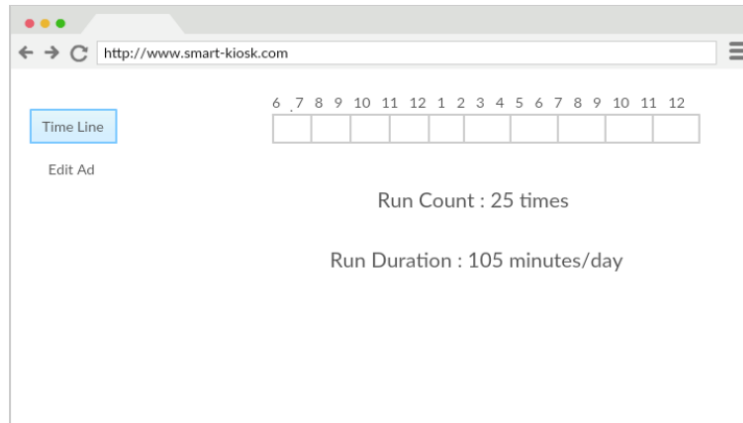 http://www.smart-kiosk.com
6 .7 8 9 10 11 12 1 2 3 4 5 6 7 8 9 10 11 12
Time Line
Edit Ad
Run Count : 25 times
Run Duration : 105 minutes/day